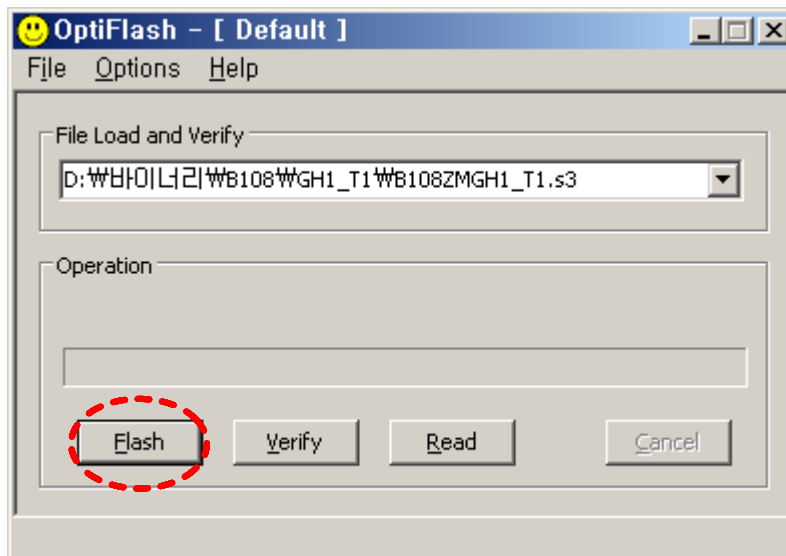 OptiFlash - [ Default ]
File Options Help
File Load and Verify
D:₩바이너리₩B108₩GH1_T1₩B108ZMGH1_T1.s3
Operation
Flash Verify Read Cancel